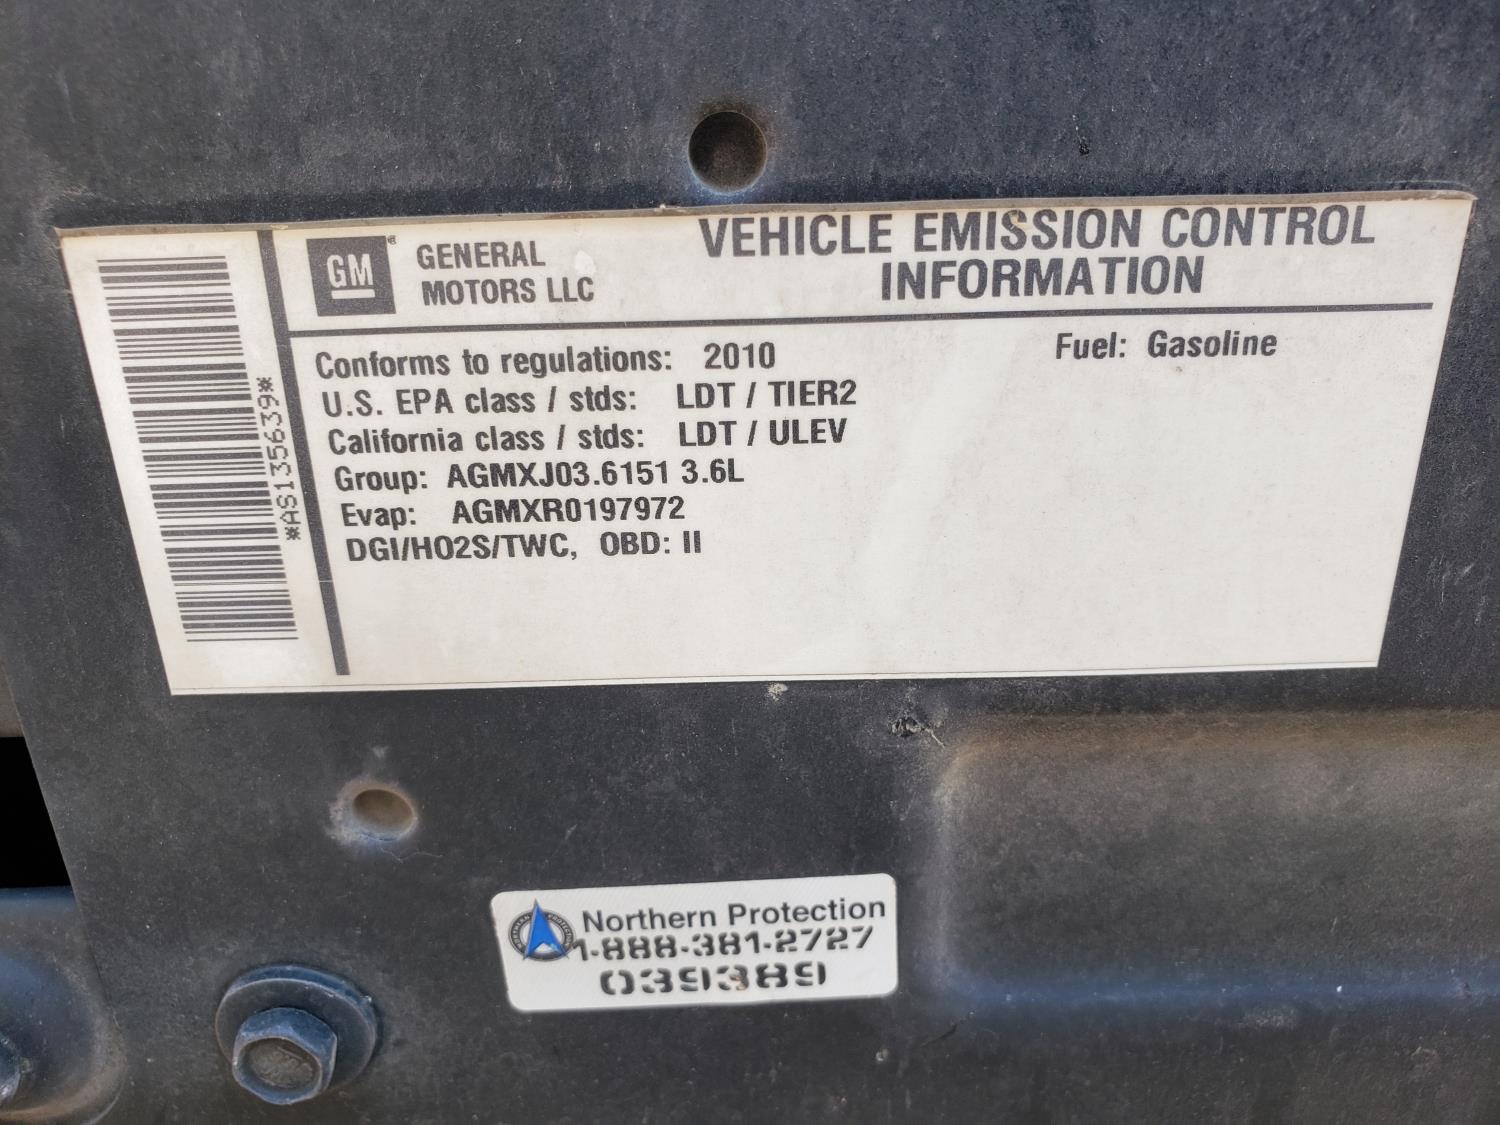 GM
GENERAL
MOTORS LLC
VEHICLE EMISSION CONTROL
INFORMATION
Conforms to regulations: 2010
Fuel: Gasoline
U.S. EPA class / stds: LDT / TIER2
California class / stds: LDT / ULEV
Group: AGMXJ03.6151 3.6L
Evap: AGMXR0197972
DGI/HO2S/TWC, OBD: II
*AS135639*
Northern Protection
1-888-381-2727
039389